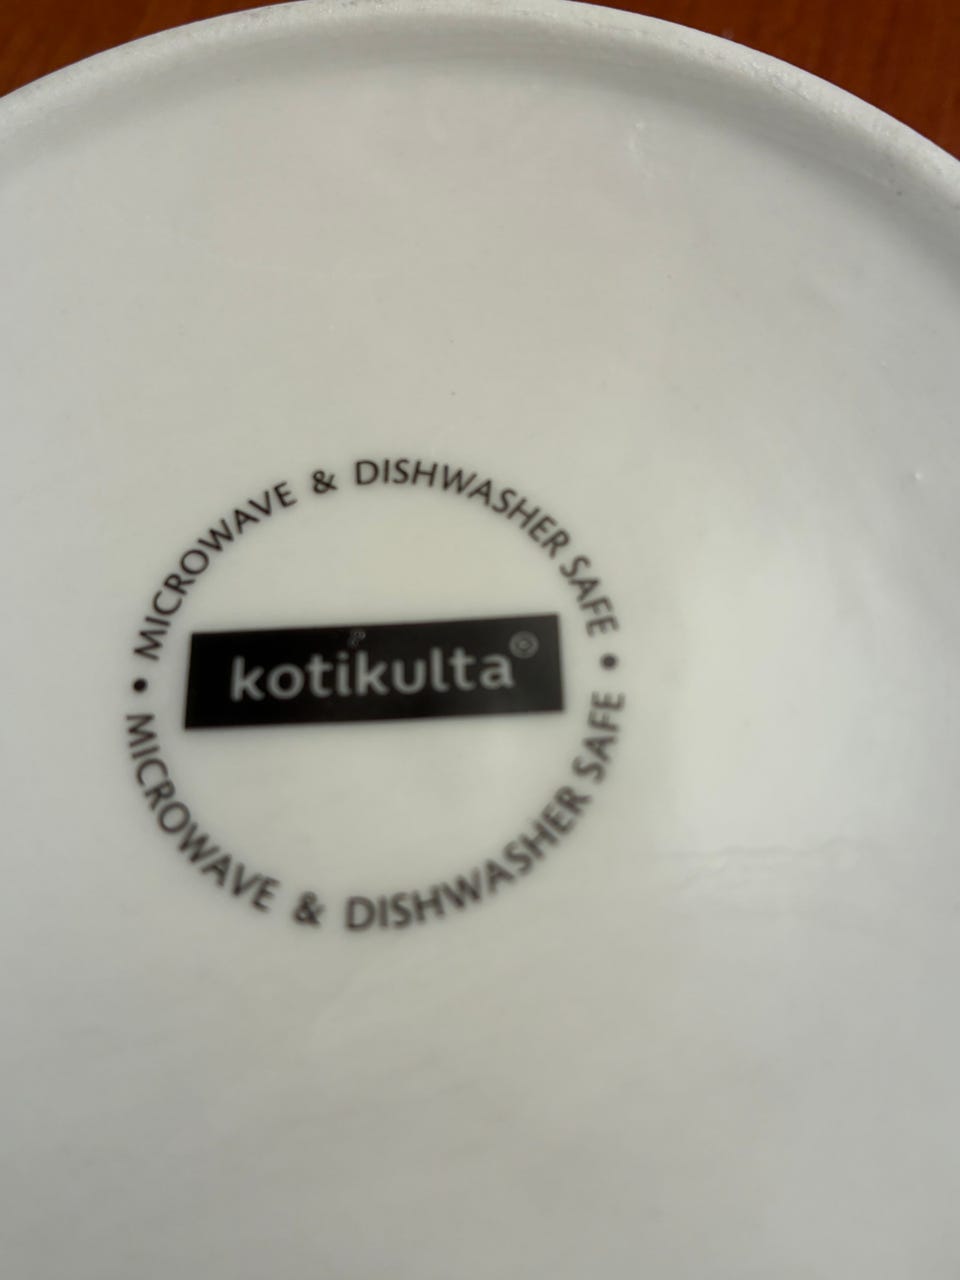 • MICROWAVE & DISHWASHER SAFE •
kotikulta©
MICROWAVE & DISHWASHER SAFE